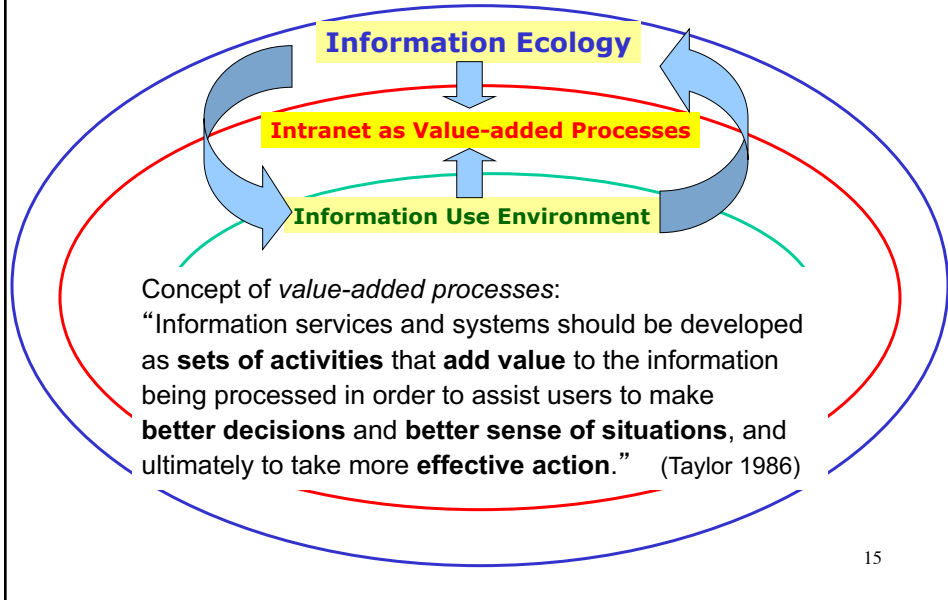 Information Ecology
Intranet as Value-added Processes
Information Use Environment
Concept of value-added processes:
“Information services and systems should be developed
as sets of activities that add value to the information
being processed in order to assist users to make
better decisions and better sense of situations, and
ultimately to take more effective action.” (Taylor 1986)
15